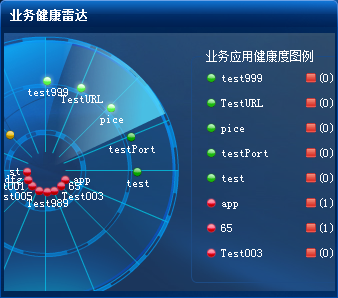 业务健康雷达
业务应用健康度图例
test999 (0)
TestURL (0)
pice (0)
testPort (0)
test (0)
app (1)
65 (1)
Test003 (0)
test999
TestURL
pice
testPort
test
st
app
65
Test003
Test989